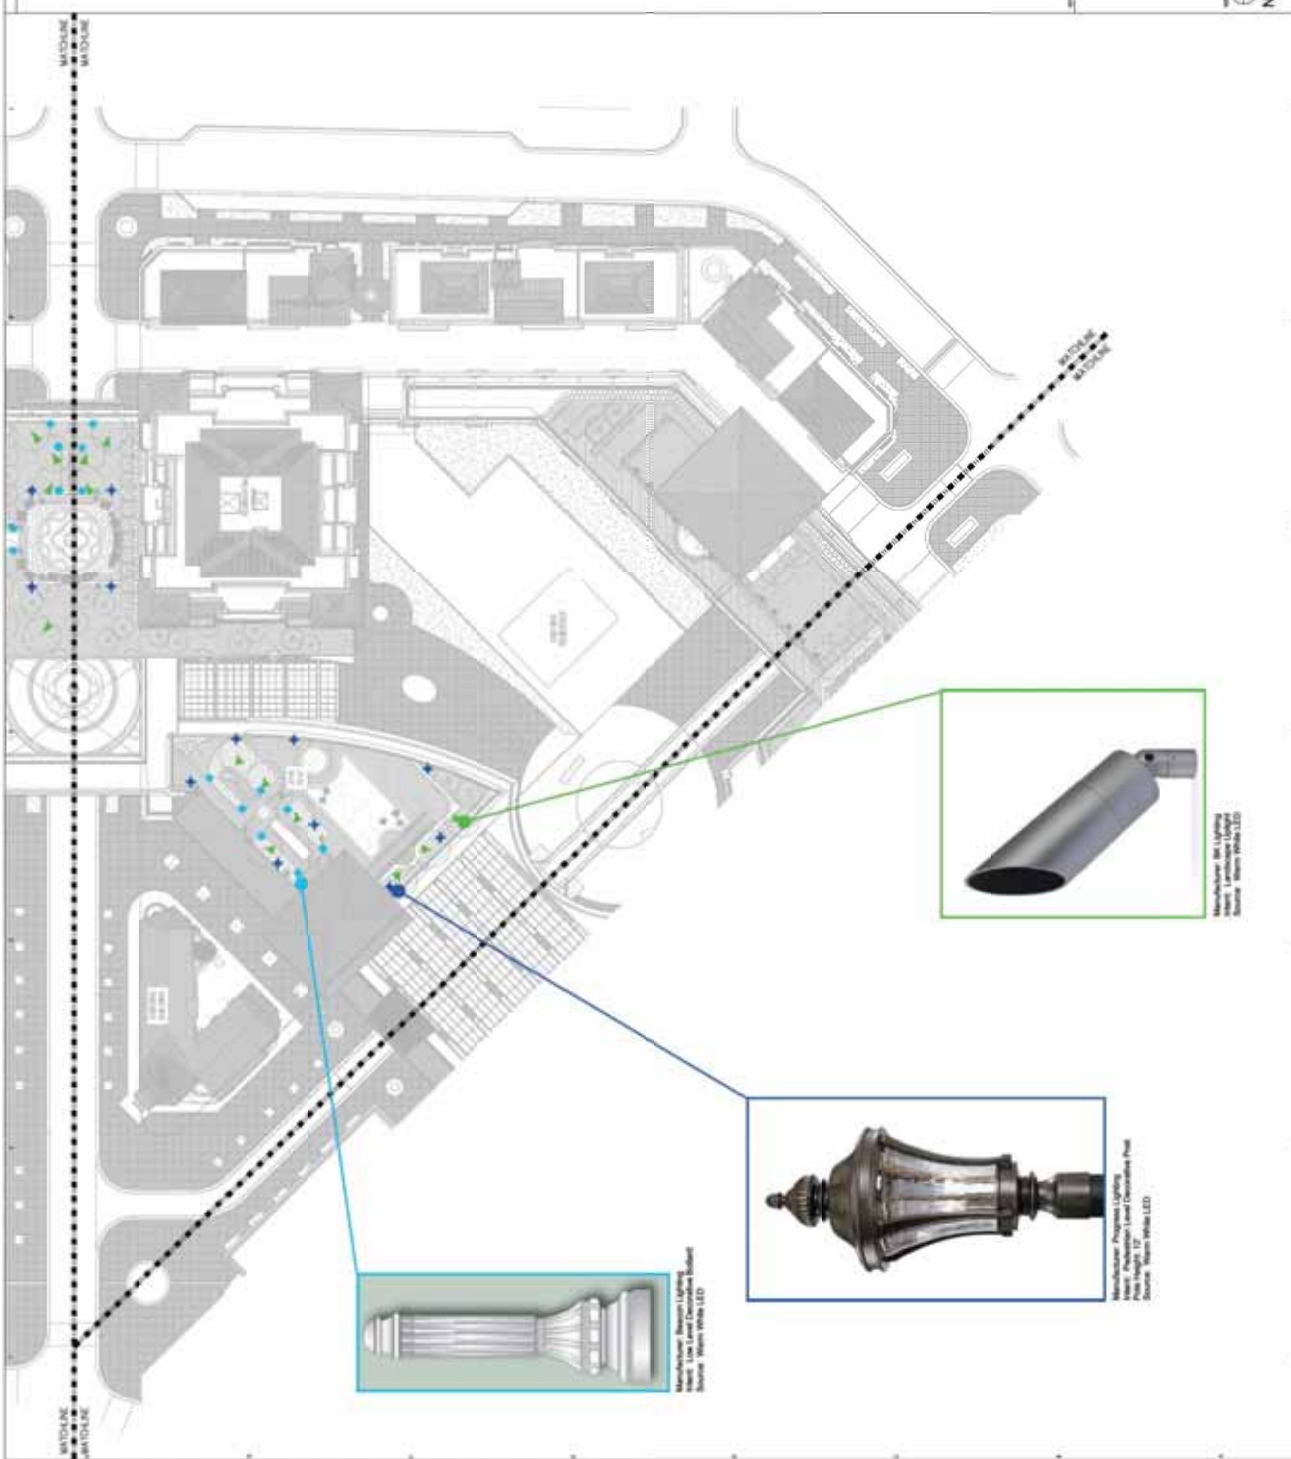 MATCHLINE
MATCHLINE
MATCHLINE
MATCHLINE
MATCHLINE
MATCHLINE
Manufacturer: BK Lighting
Intent: Landscape Uplight
Source: Warm White LED
Manufacturer: Progress Lighting
Intent: Pedestrian Level Decorative Post
Pole Height: 12'
Source: Warm White LED
Manufacturer: Beacon Lighting
Intent: Low Level Decorative Bollard
Source: Warm White LED
N